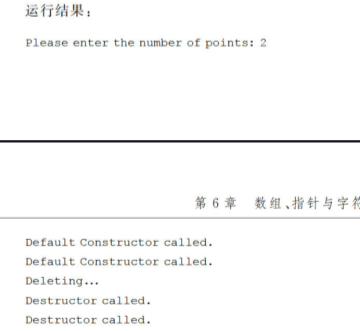 运行结果：
Please enter the number of points: 2
第 6 章 数组、指针与字符
Default Constructor called.
Default Constructor called.
Deleting...
Destructor called.
Destructor called.